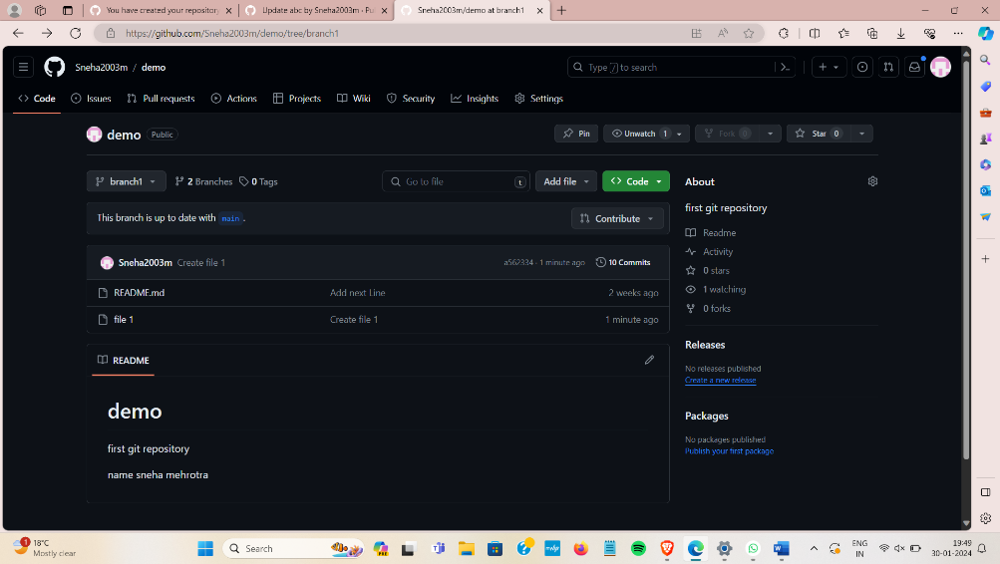 You have created your repository
Update abc by Sneha2003m · Pu
Sneha2003m/demo at branch1
https://github.com/Sneha2003m/demo/tree/branch1
Sneha2003m / demo
Type / to search
Code
Issues
Pull requests
Actions
Projects
Wiki
Security
Insights
Settings
demo Public
Pin
Unwatch 1
Fork 0
Star 0
branch1
2 Branches
0 Tags
Go to file t
Add file
Code
This branch is up to date with main .
Contribute
Sneha2003m Create file 1
a562334 · 1 minute ago
10 Commits
README.md Add next Line 2 weeks ago
file 1 Create file 1 1 minute ago
README
demo
first git repository
name sneha mehrotra
About
first git repository
Readme
Activity
0 stars
1 watching
0 forks
Releases
No releases published
Create a new release
Packages
No packages published
Publish your first package
1
18°C
Mostly clear
Search
ENG
IN
19:49
30-01-2024